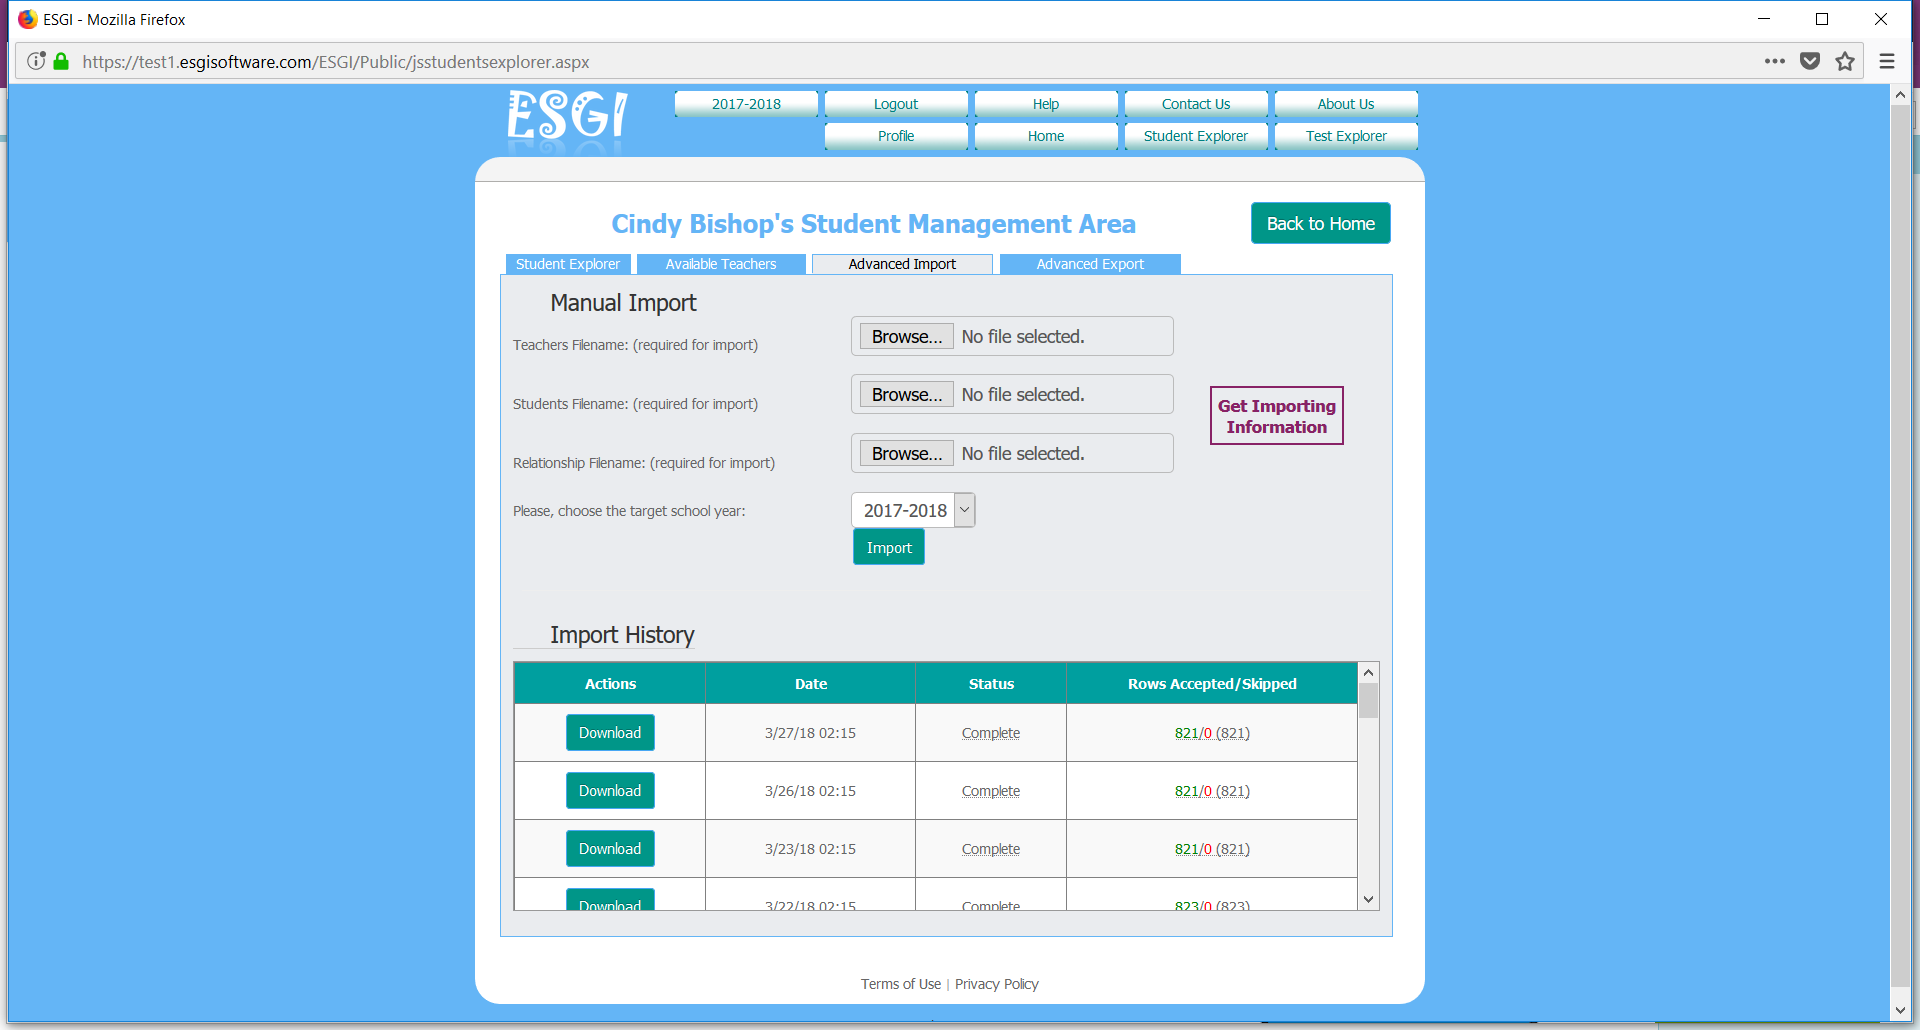 ESGI - Mozilla Firefox
https://test1.esgisoftware.com/ESGI/Public/jsstudentsexplorer.aspx
ESGI
2017-2018
Logout
Help
Contact Us
About Us
Profile
Home
Student Explorer
Test Explorer
Cindy Bishop's Student Management Area
Back to Home
Student Explorer
Available Teachers
Advanced Import
Advanced Export
Manual Import
Teachers Filename: (required for import)
Browse... No file selected.
Students Filename: (required for import)
Browse... No file selected.
Get Importing
Information
Relationship Filename: (required for import)
Browse... No file selected.
Please, choose the target school year:
2017-2018
Import
Import History
Actions Date Status Rows Accepted/Skipped
Download 3/27/18 02:15 Complete 821/0 (821)
Download 3/26/18 02:15 Complete 821/0 (821)
Download 3/23/18 02:15 Complete 821/0 (821)
Download 3/22/18 02:15 Complete 823/0 (823)
Terms of Use | Privacy Policy